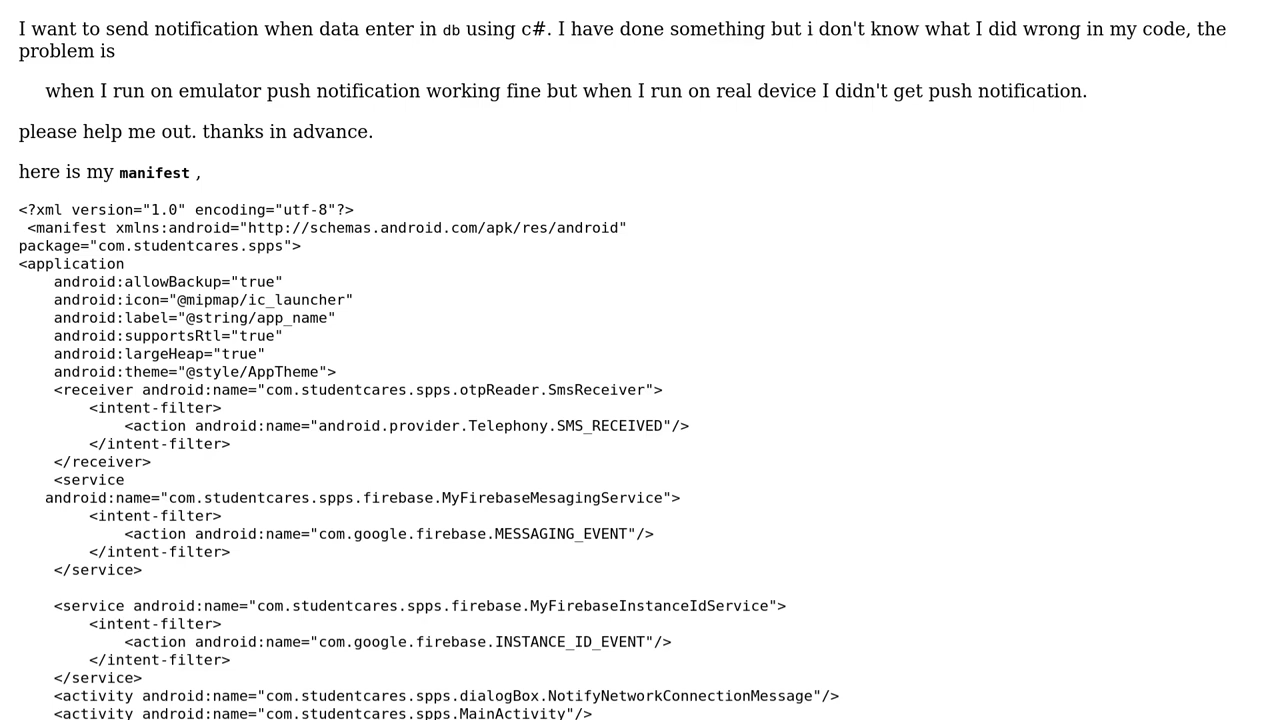 I want to send notification when data enter in db using c#. I have done something but i don't know what I did wrong in my code, the
problem is
when I run on emulator push notification working fine but when I run on real device I didn't get push notification.
please help me out. thanks in advance.
here is my manifest ,
<?xml version="1.0" encoding="utf-8"?>
<manifest xmlns:android="http://schemas.android.com/apk/res/android"
package="com.studentcares.spps">
<application
android:allowBackup="true"
android:icon="@mipmap/ic_launcher"
android:label="@string/app_name"
android:supportsRtl="true"
android:largeHeap="true"
android:theme="@style/AppTheme">
<receiver android:name="com.studentcares.spps.otpReader.SmsReceiver">
<intent-filter>
<action android:name="android.provider.Telephony.SMS_RECEIVED"/>
</intent-filter>
</receiver>
<service
android:name="com.studentcares.spps.firebase.MyFirebaseMesagingService">
<intent-filter>
<action android:name="com.google.firebase.MESSAGING_EVENT"/>
</intent-filter>
</service>
<service android:name="com.studentcares.spps.firebase.MyFirebaseInstanceIdService">
<intent-filter>
<action android:name="com.google.firebase.INSTANCE_ID_EVENT"/>
</intent-filter>
</service>
<activity android:name="com.studentcares.spps.dialogBox.NotifyNetworkConnectionMessage"/>
<activity android:name="com.studentcares.spps.MainActivity"/>